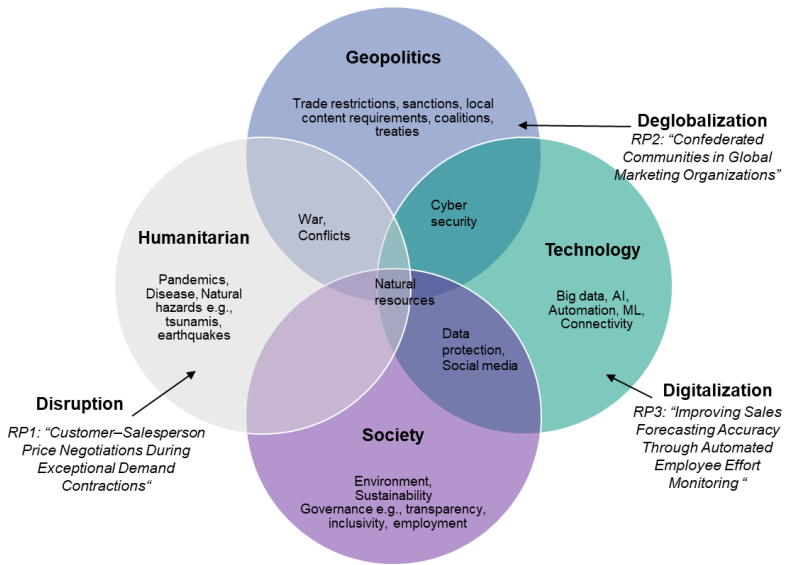 Geopolitics
Trade restrictions, sanctions, local
content requirements, coalitions,
treaties
Deglobalization
RP2: “Confederated
Communities in Global
Marketing Organizations”
War,
Conflicts
Cyber
security
Humanitarian
Pandemics,
Disease, Natural
hazards e.g.,
tsunamis,
earthquakes
Natural
resources
Technology
Big data, AI,
Automation, ML,
Connectivity
Data
protection,
Social media
Disruption
RP1: “Customer–Salesperson
Price Negotiations During
Exceptional Demand
Contractions“
Digitalization
RP3: “Improving Sales
Forecasting Accuracy
Through Automated
Employee Effort
Monitoring “
Society
Environment,
Sustainability
Governance e.g., transparency,
inclusivity, employment